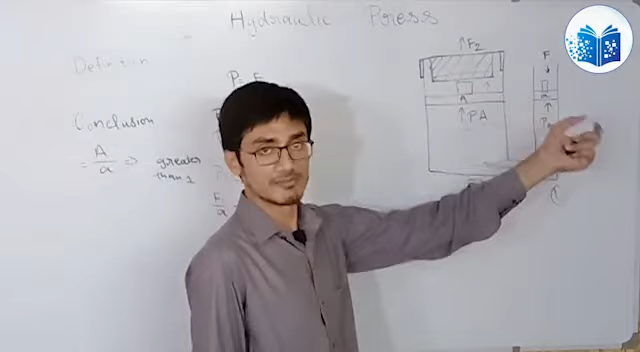 Hydraulic Press
Definition
P = F
Conclusion
= A/a ⇒ greater than 1
F/a =
↑F2
A
↑PA
F
a